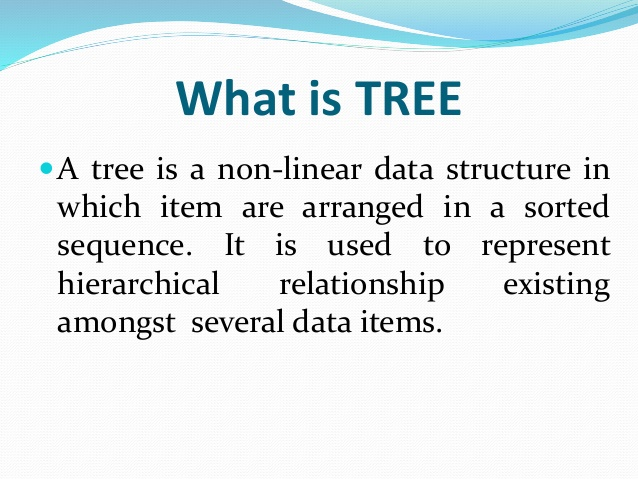 What is TREE
A tree is a non-linear data structure in
which item are arranged in a sorted
sequence. It is used to represent
hierarchical relationship existing
amongst several data items.